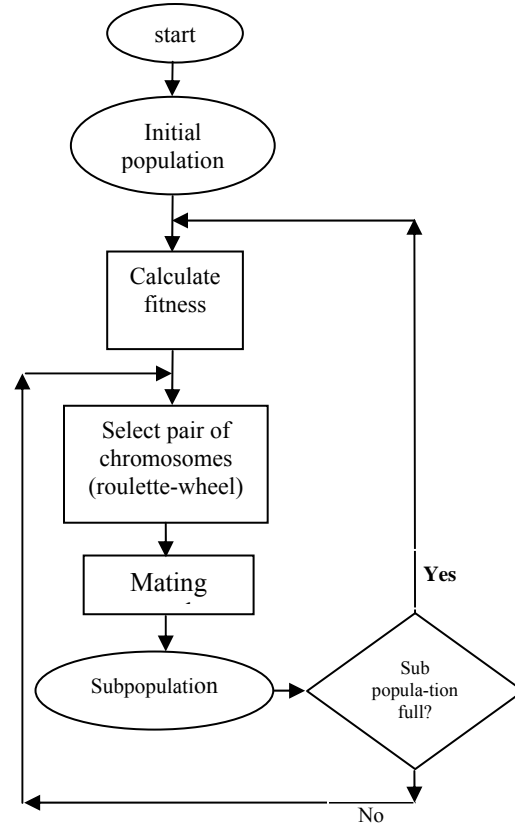 start
Initial
population
Calculate
fitness
Select pair of
chromosomes
(roulette-wheel)
Mating
Yes
Subpopulation
Sub
popula-tion
full?
No